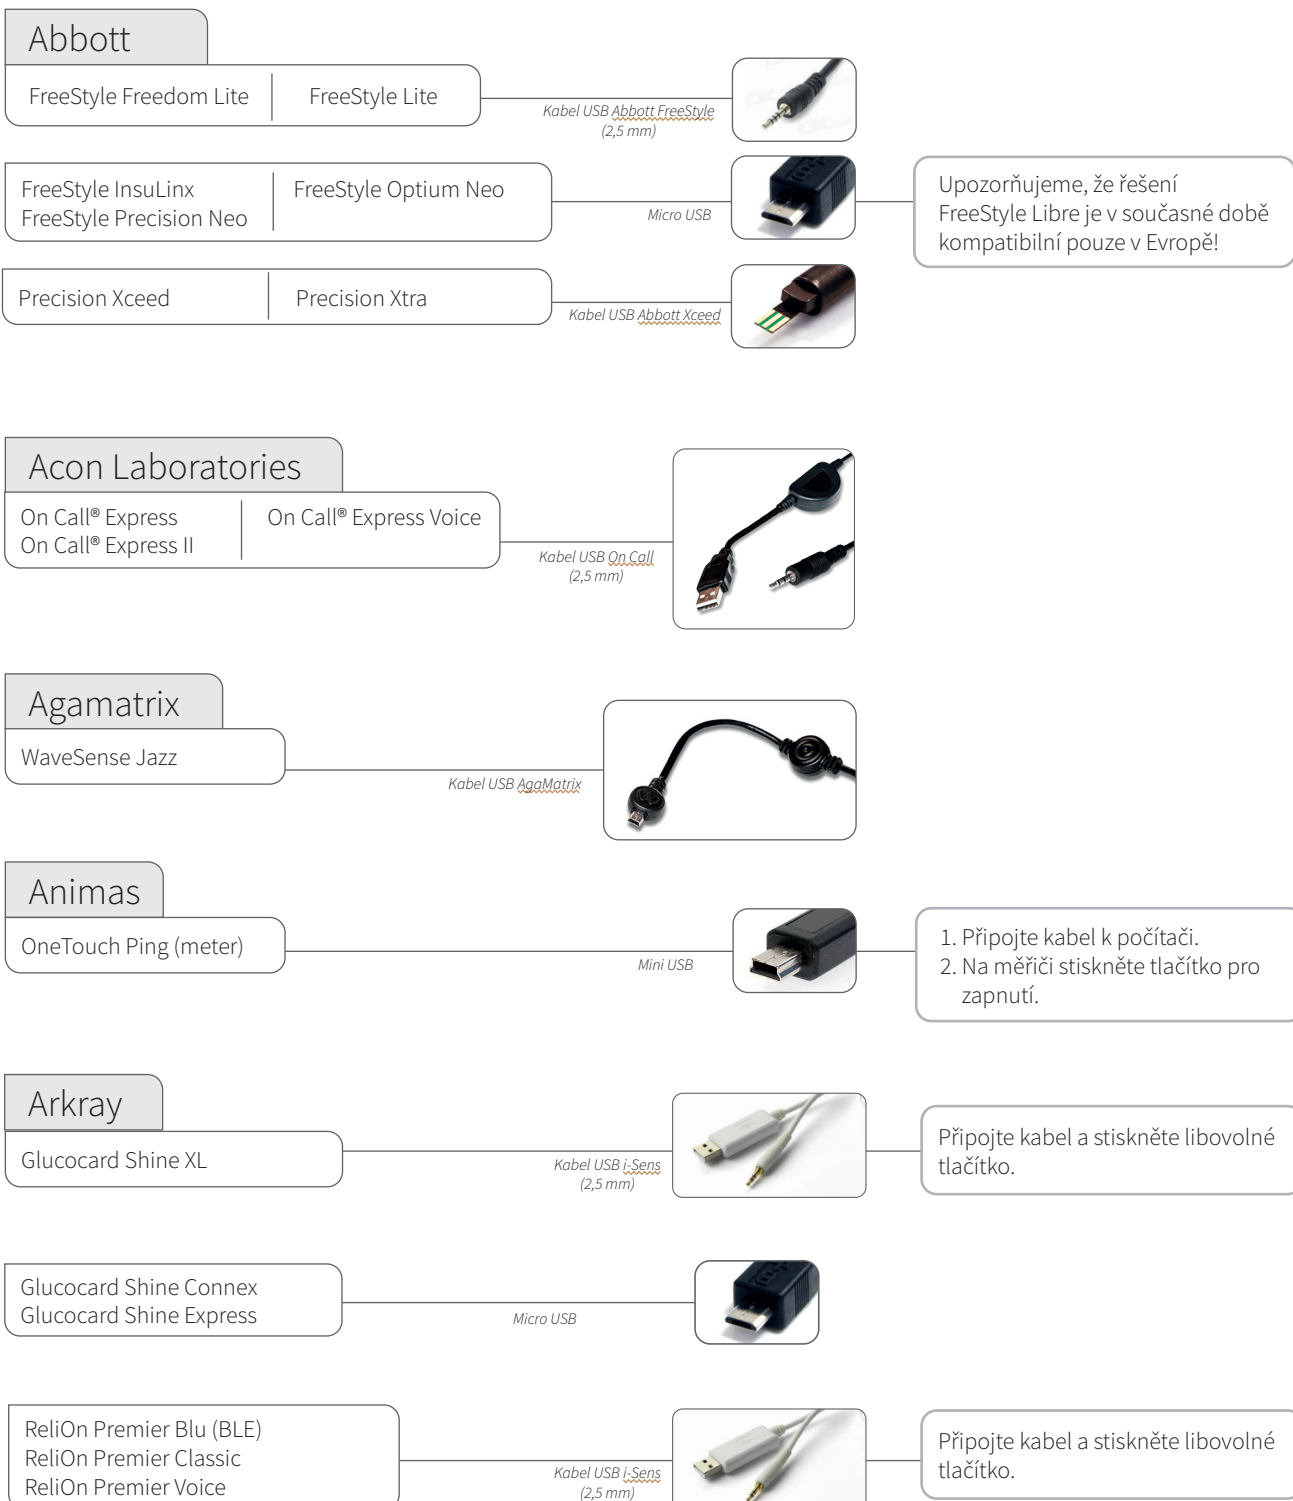 Abbott
FreeStyle Freedom Lite
FreeStyle Lite
Kabel USB Abbott FreeStyle
(2,5 mm)
FreeStyle InsuLinx
FreeStyle Precision Neo
FreeStyle Optium Neo
Micro USB
Upozorňujeme, že řešení
FreeStyle Libre je v současné době
kompatibilní pouze v Evropě!
Precision Xceed
Precision Xtra
Kabel USB Abbott Xceed
Acon Laboratories
On Call® Express
On Call® Express II
On Call® Express Voice
Kabel USB On Call
(2,5 mm)
Agamatrix
WaveSense Jazz
Kabel USB AgaMatrix
Animas
OneTouch Ping (meter)
Mini USB
1. Připojte kabel k počítači.
2. Na měřiči stiskněte tlačítko pro
zapnutí.
Arkray
Glucocard Shine XL
Kabel USB i-Sens
(2,5 mm)
Připojte kabel a stiskněte libovolné
tlačítko.
Glucocard Shine Connex
Glucocard Shine Express
Micro USB
ReliOn Premier Blu (BLE)
ReliOn Premier Classic
ReliOn Premier Voice
Kabel USB i-Sens
(2,5 mm)
Připojte kabel a stiskněte libovolné
tlačítko.